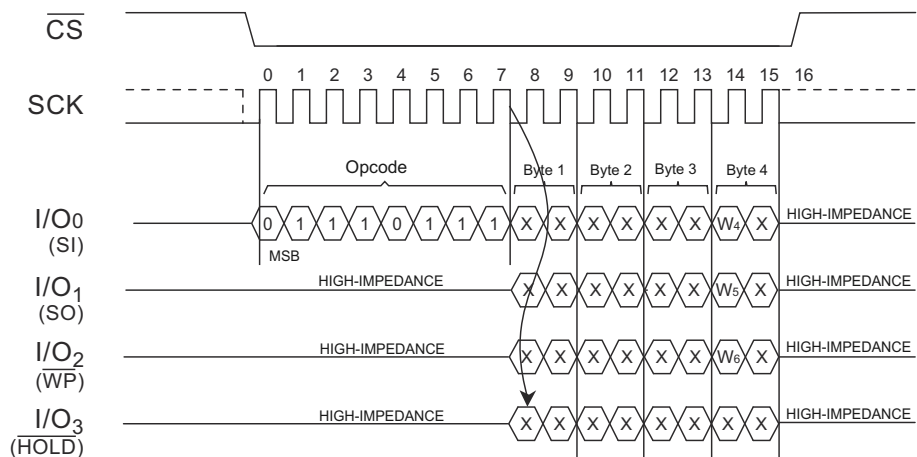 CS
0 1 2 3 4 5 6 7 8 9 10 11 12 13 14 15 16
SCK
Opcode Byte 1 Byte 2 Byte 3 Byte 4
I/O0 0 1 1 1 0 1 1 1 X X X X X X W4 X HIGH-IMPEDANCE
(SI)
MSB
I/O1 HIGH-IMPEDANCE X X X X X X W5 X HIGH-IMPEDANCE
(SO)
I/O2 HIGH-IMPEDANCE X X X X X X W6 X HIGH-IMPEDANCE
(WP)
I/O3 HIGH-IMPEDANCE X X X X X X X X HIGH-IMPEDANCE
(HOLD)